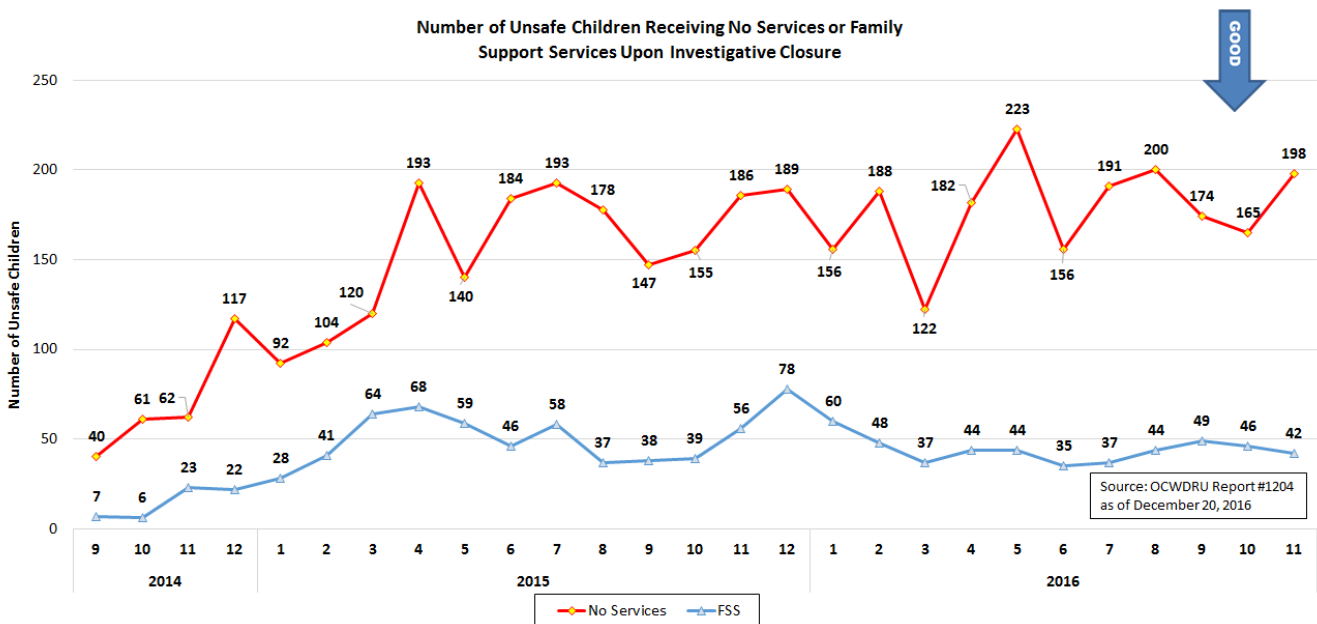 Number of Unsafe Children Receiving No Services or Family
Support Services Upon Investigative Closure
GOOD
Number of Unsafe Children
250
200
150
100
50
0
40 61 62 117 92 104 120 193 140 184 193 178 147 155 186 189 156 188 122 182 223 156 191 200 174 165 198
7 6 23 22 28 41 64 68 59 46 58 37 38 39 56 78 60 48 37 44 44 35 37 44 49 46 42
Source: OCWDRU Report #1204
as of December 20, 2016
9 10 11 12 1 2 3 4 5 6 7 8 9 10 11 12 1 2 3 4 5 6 7 8 9 10 11
2014 2015 2016
No Services FSS